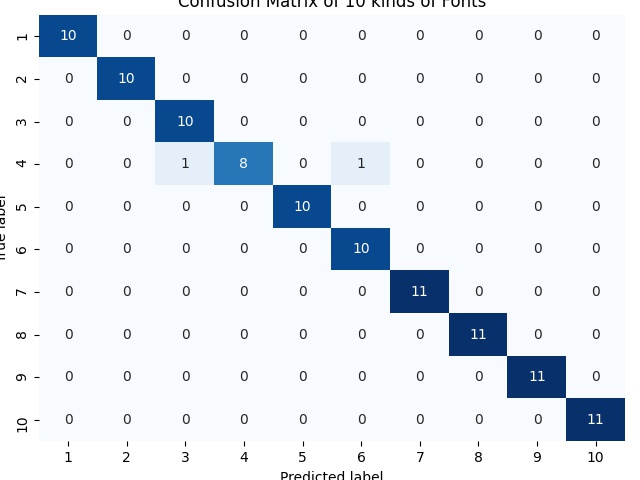 Confusion Matrix of 10 kinds of Fonts
1 10 0 0 0 0 0 0 0 0 0
2 0 10 0 0 0 0 0 0 0 0
3 0 0 10 0 0 0 0 0 0 0
4 0 0 1 8 0 1 0 0 0 0
5 0 0 0 0 10 0 0 0 0 0
6 0 0 0 0 0 10 0 0 0 0
7 0 0 0 0 0 0 11 0 0 0
8 0 0 0 0 0 0 0 11 0 0
9 0 0 0 0 0 0 0 0 11 0
10 0 0 0 0 0 0 0 0 0 11
True label
1 2 3 4 5 6 7 8 9 10
Predicted label